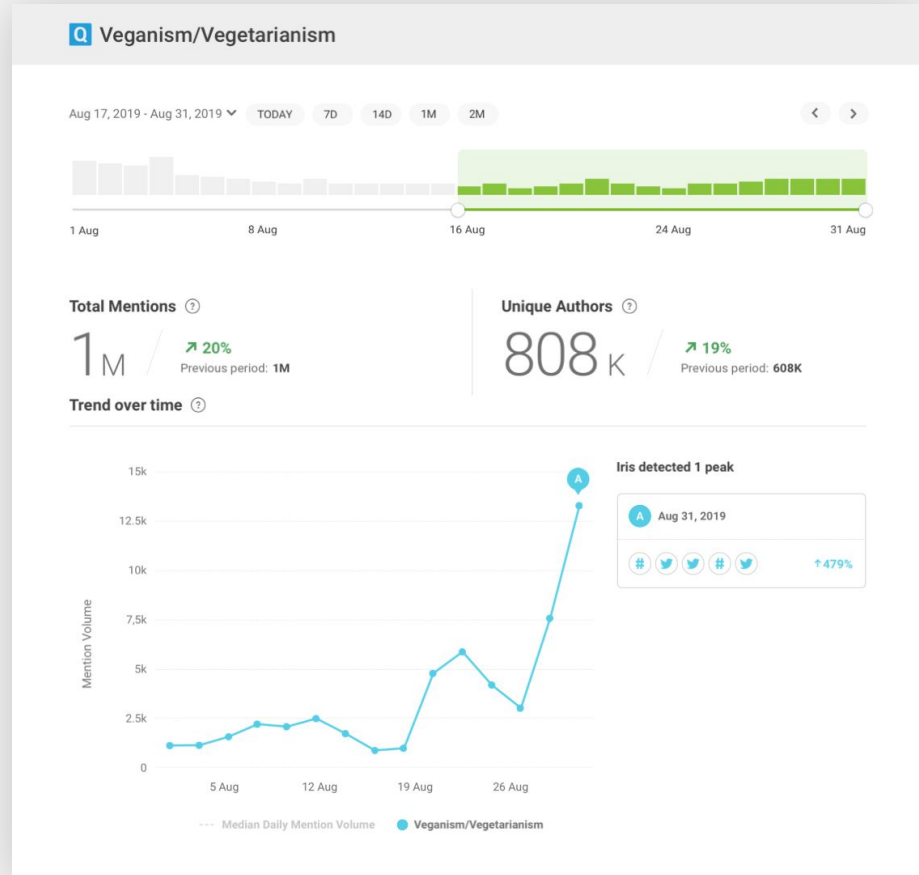 Q Veganism/Vegetarianism
Aug 17, 2019 - Aug 31, 2019 TODAY 7D 14D 1M 2M
1 Aug 8 Aug 16 Aug 24 Aug 31 Aug
Total Mentions ?
1M
20%
Previous period: 1M
Unique Authors ?
808 K
19%
Previous period: 608K
Trend over time ?
Mention Volume
15k
12.5k
10k
7,5k
5k
2.5k
0
A
5 Aug 12 Aug 19 Aug 26 Aug
--- Median Daily Mention Volume Veganism/Vegetarianism
Iris detected 1 peak
A Aug 31, 2019
# # ↑479%